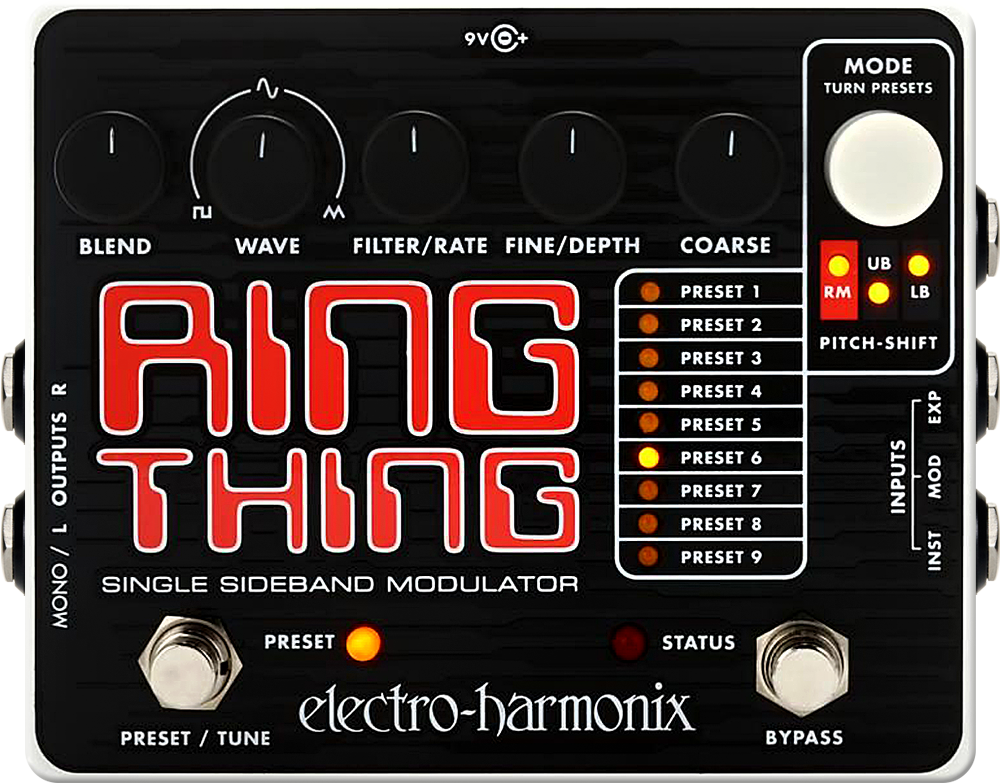 9V
MODE
TURN PRESETS
BLEND
WAVE
FILTER/RATE
FINE/DEPTH
COARSE
UB
RM
LB
PITCH-SHIFT
RING
THING
SINGLE SIDEBAND MODULATOR
PRESET 1
PRESET 2
PRESET 3
PRESET 4
PRESET 5
PRESET 6
PRESET 7
PRESET 8
PRESET 9
MONO / L OUTPUTS R
INPUTS
EXP
MOD
INST
PRESET
STATUS
electro-harmonix
PRESET / TUNE
BYPASS